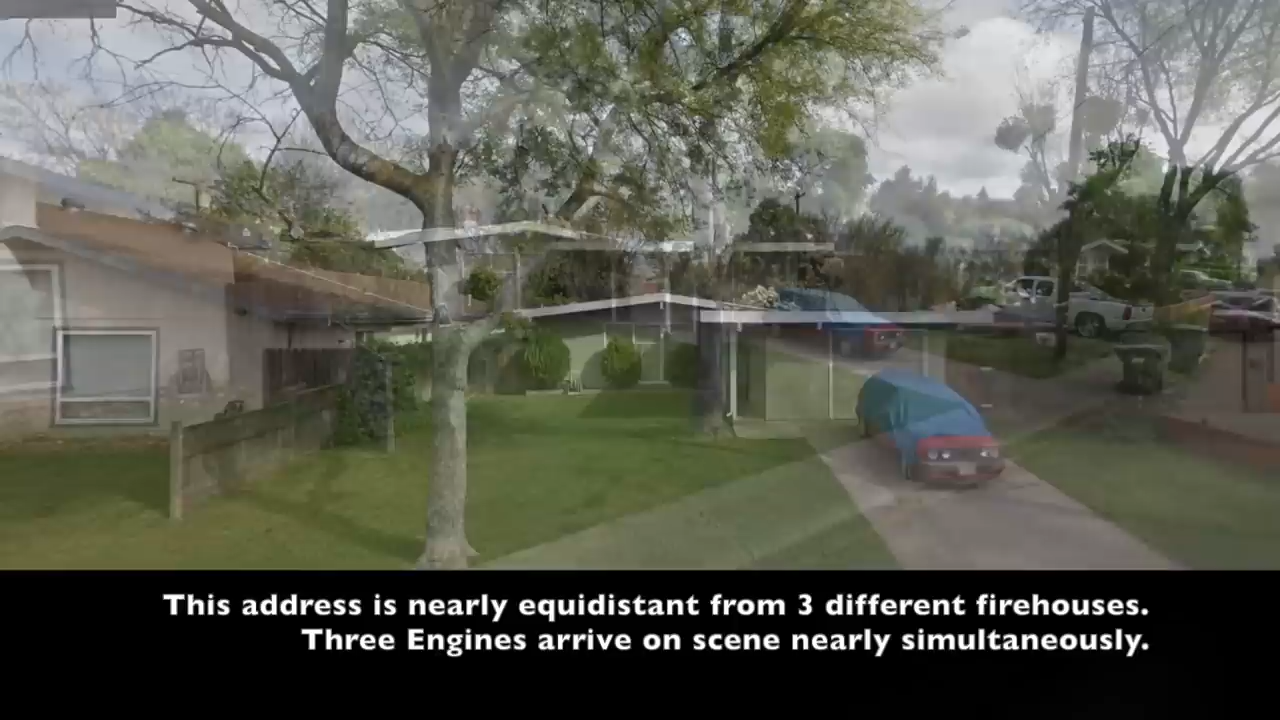 This address is nearly equidistant from 3 different firehouses.
Three Engines arrive on scene nearly simultaneously.